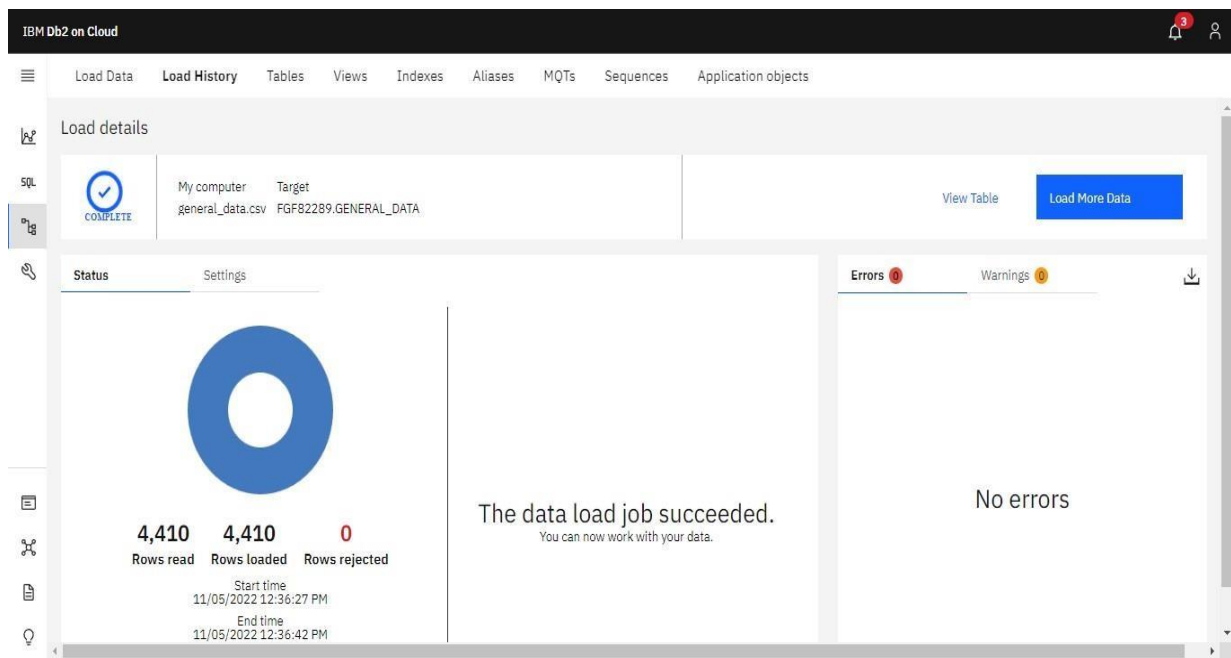 IBM Db2 on Cloud
3
Load Data Load History Tables Views Indexes Aliases MQTs Sequences Application objects
Load details
SQL
COMPLETE
My computer Target
general_data.csv FGF82289.GENERAL_DATA
View Table
Load More Data
Status Settings
Errors 0 Warnings 0
4,410 4,410 0
Rows read Rows loaded Rows rejected
Start time
11/05/2022 12:36:27 PM
End time
11/05/2022 12:36:42 PM
The data load job succeeded.
You can now work with your data.
No errors